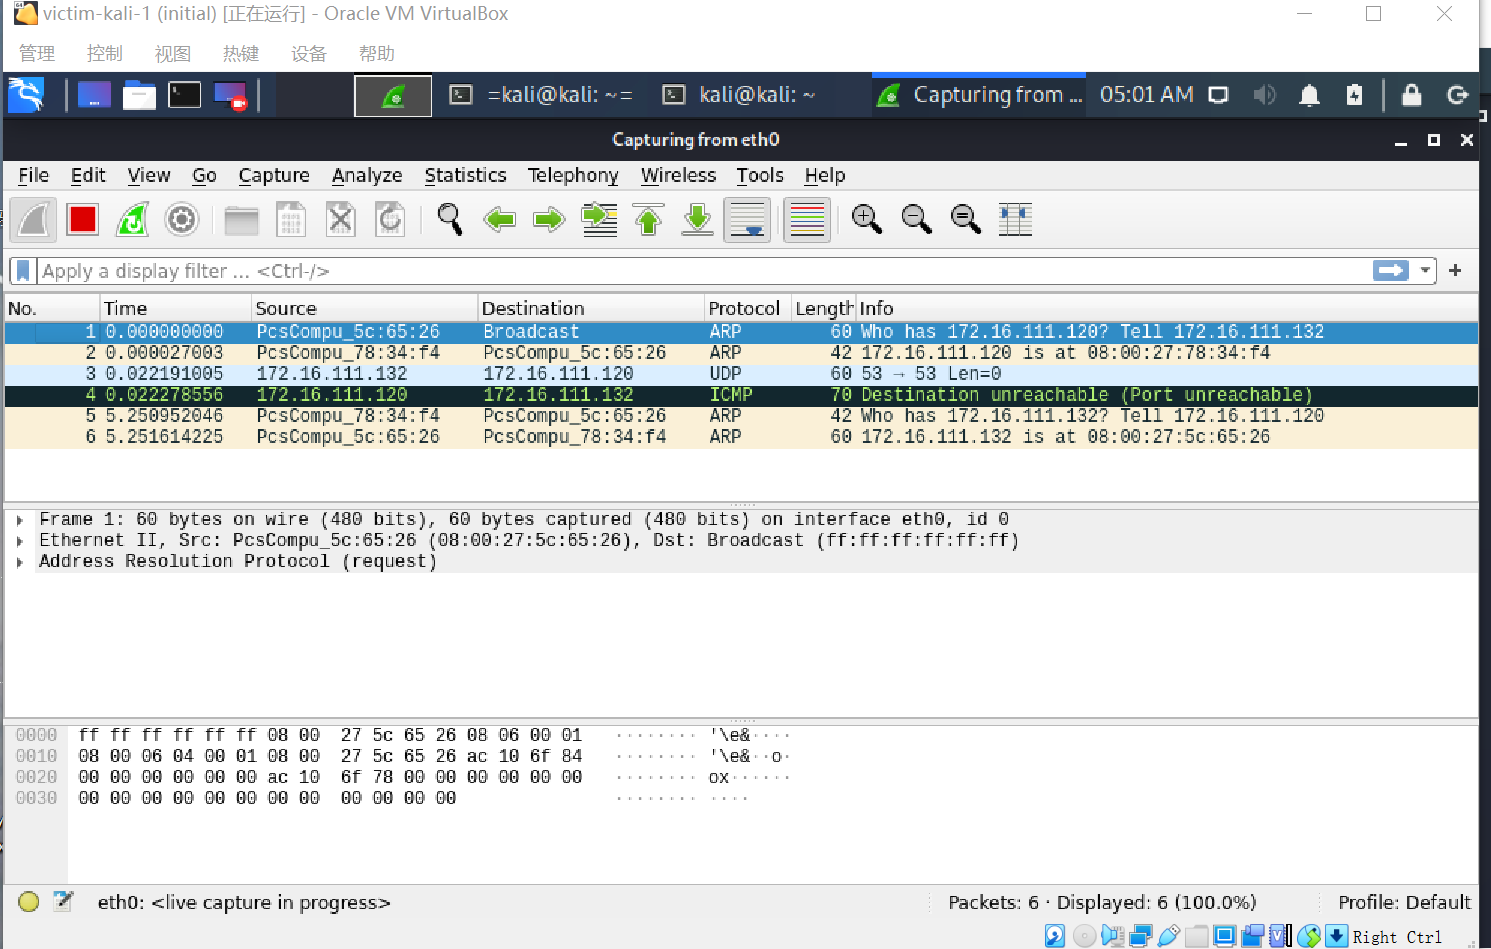 victim-kali-1 (initial) [正在运行] - Oracle VM VirtualBox
管理 控制 视图 热键 设备 帮助
=kali@kali: ~ = kali@kali: ~ Capturing from ... 05:01 AM
Capturing from eth0
File Edit View Go Capture Analyze Statistics Telephony Wireless Tools Help
Apply a display filter ... <Ctrl-/>
No. Time Source Destination Protocol Length Info
1 0.000000000 PcsCompu_5c:65:26 Broadcast ARP 60 Who has 172.16.111.120? Tell 172.16.111.132
2 0.000027003 PcsCompu_78:34:f4 PcsCompu_5c:65:26 ARP 42 172.16.111.120 is at 08:00:27:78:34:f4
3 0.022191005 172.16.111.132 172.16.111.120 UDP 60 53 → 53 Len=0
4 0.022278556 172.16.111.120 172.16.111.132 ICMP 70 Destination unreachable (Port unreachable)
5 5.250952046 PcsCompu_78:34:f4 PcsCompu_5c:65:26 ARP 42 Who has 172.16.111.132? Tell 172.16.111.120
6 5.251614225 PcsCompu_5c:65:26 PcsCompu_78:34:f4 ARP 60 172.16.111.132 is at 08:00:27:5c:65:26
Frame 1: 60 bytes on wire (480 bits), 60 bytes captured (480 bits) on interface eth0, id 0
Ethernet II, Src: PcsCompu_5c:65:26 (08:00:27:5c:65:26), Dst: Broadcast (ff:ff:ff:ff:ff:ff)
Address Resolution Protocol (request)
0000 ff ff ff ff ff ff 08 00 27 5c 65 26 08 06 00 01 ········ '\e&····
0010 08 00 06 04 00 01 08 00 27 5c 65 26 ac 10 6f 84 ········ '\e&··o·
0020 00 00 00 00 00 00 ac 10 6f 78 00 00 00 00 00 00 ········ ox······
0030 00 00 00 00 00 00 00 00 00 00 00 00 ········ ····
eth0: <live capture in progress> Packets: 6 · Displayed: 6 (100.0%) Profile: Default
Right Ctrl